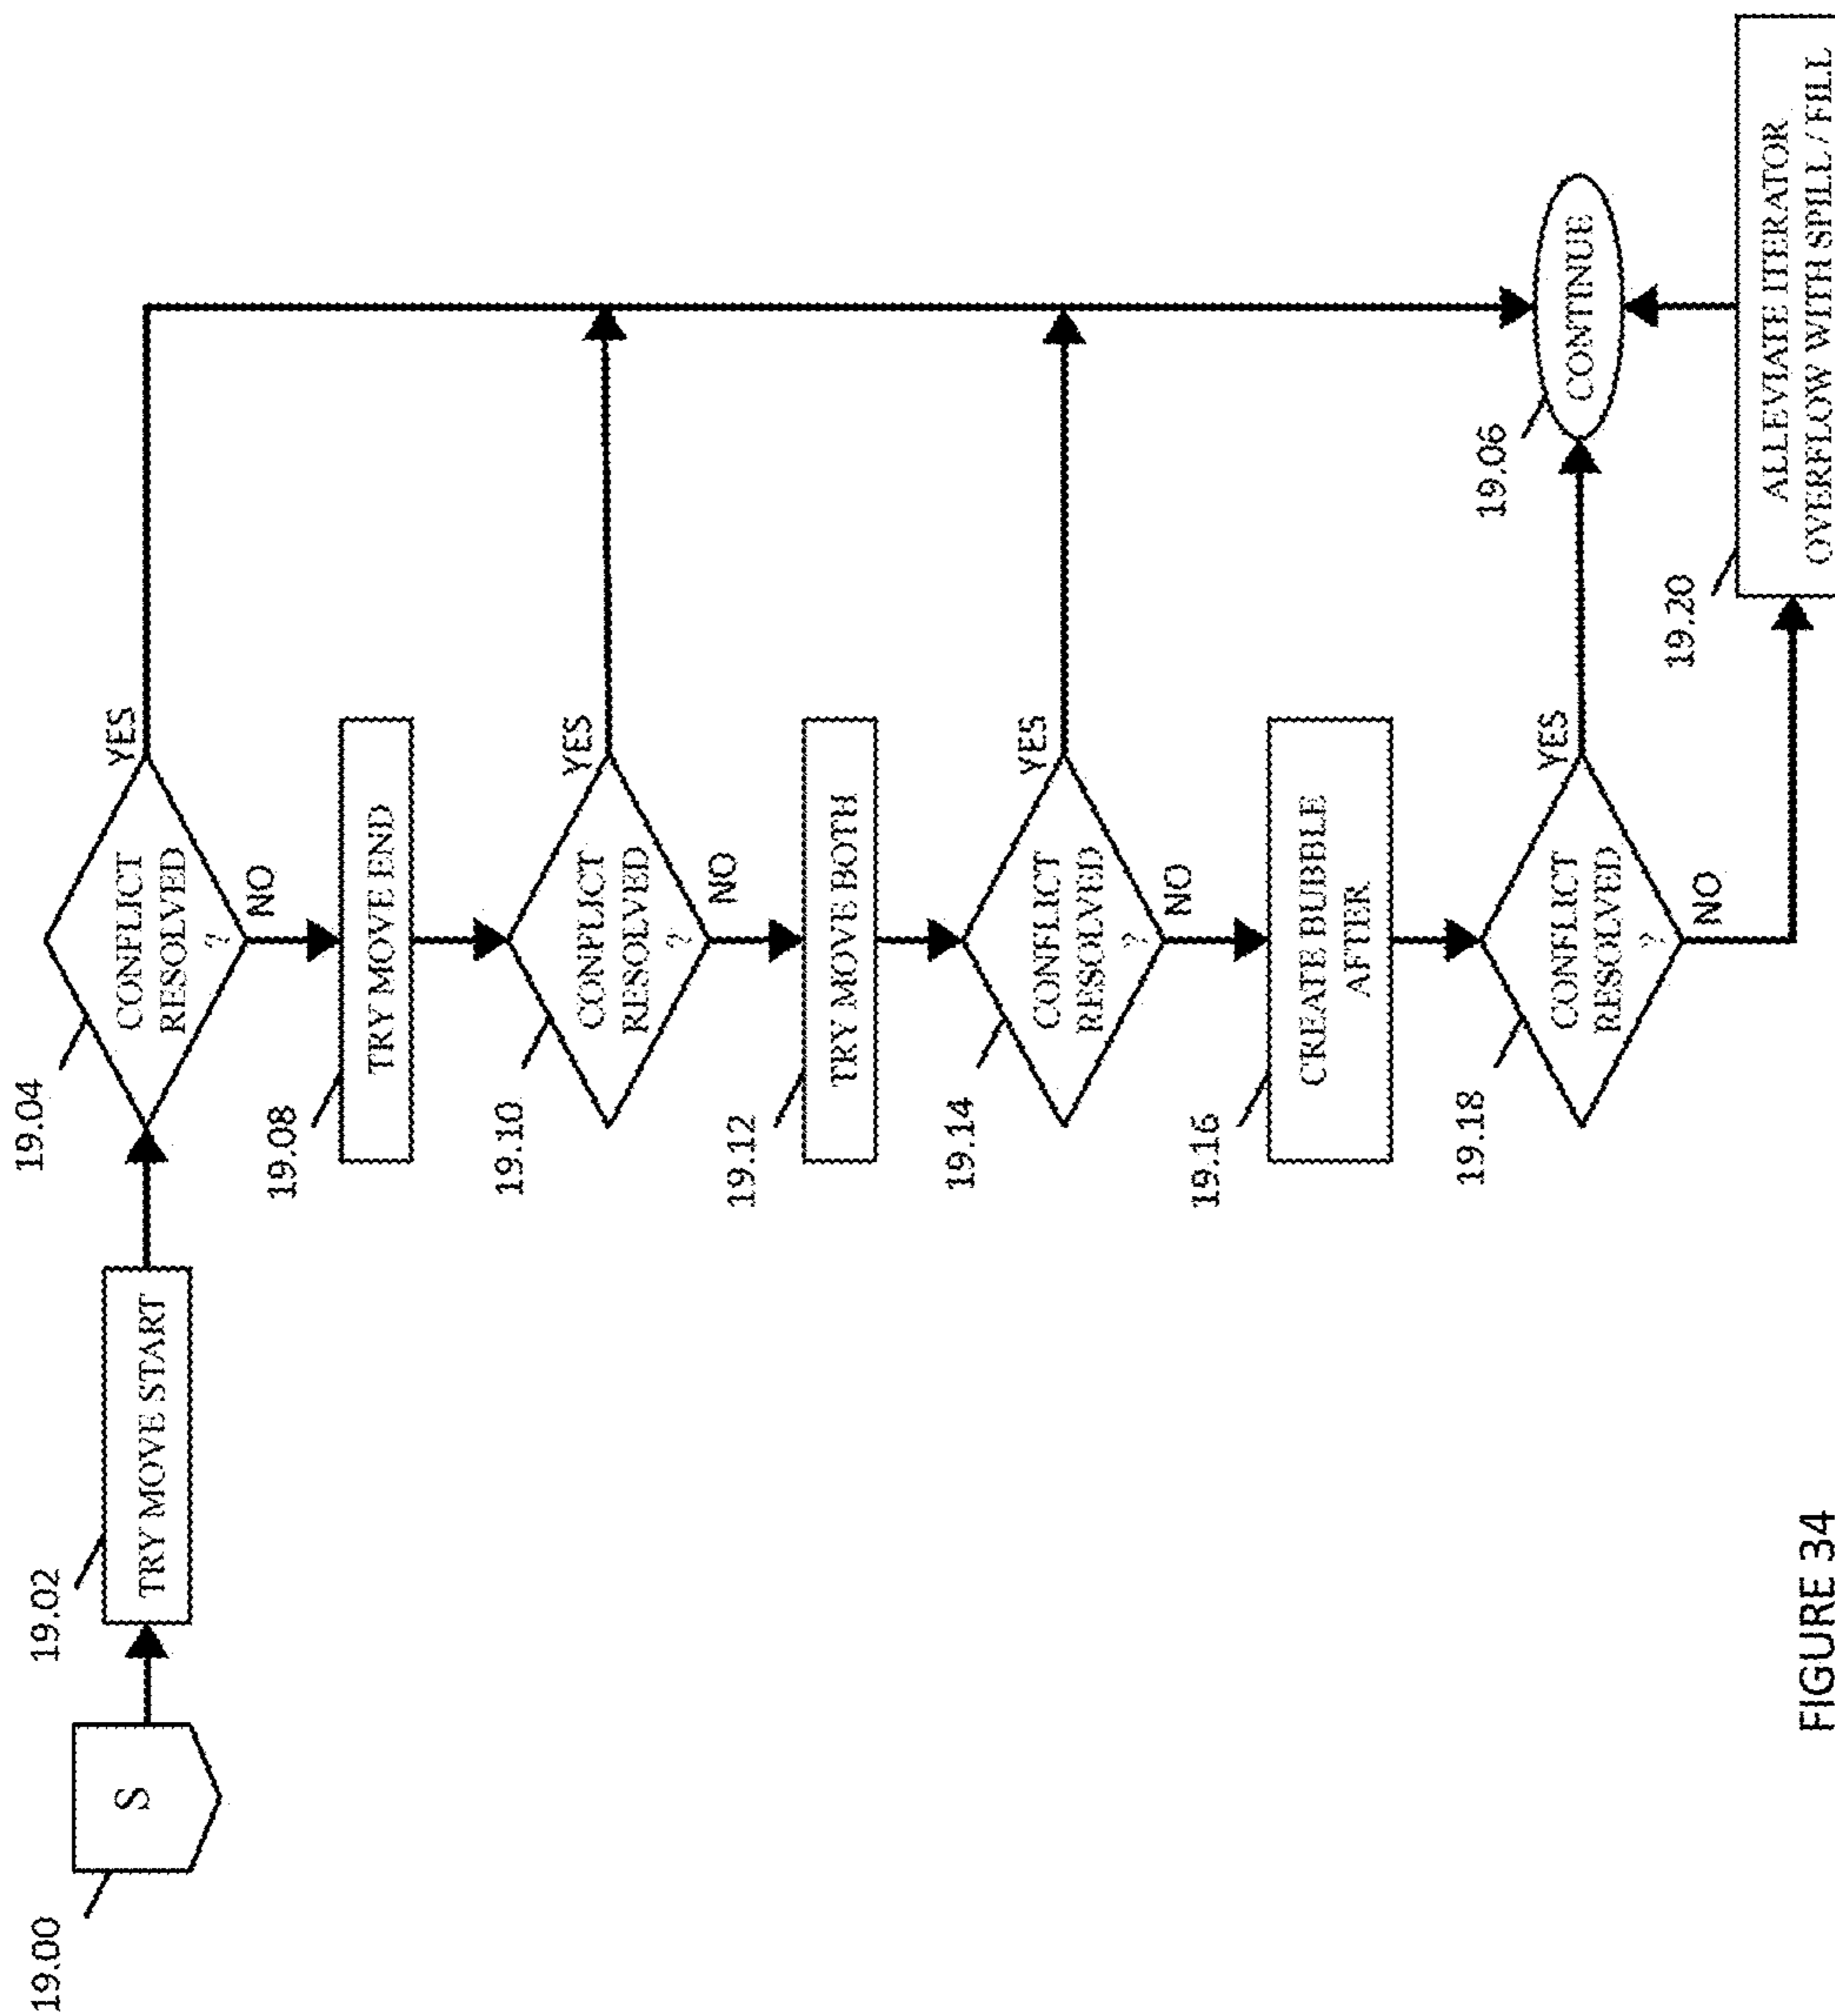 19.00
S
19.02
TRY MOVE START
19.04
CONFLICT
RESOLVED
?
YES
NO
19.08
TRY MOVE END
19.10
CONFLICT
RESOLVED
?
YES
NO
19.12
TRY MOVE BOTH
19.14
CONFLICT
RESOLVED
?
YES
NO
19.16
CREATE BUBBLE
AFTER
19.18
CONFLICT
RESOLVED
?
YES
NO
19.06
CONTINUE
19.20
ALLEVIATE ITERATOR
OVERFLOW WITH SPILL / FILL
FIGURE 34